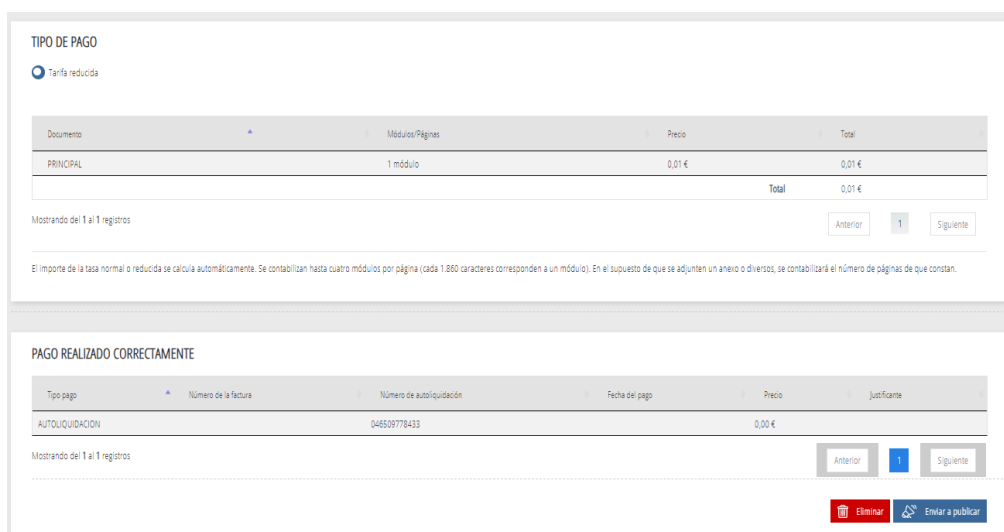 TIPO DE PAGO
Tarifa reducida
Documento Módulos/Páginas Precio Total
PRINCIPAL 1 módulo 0,01 € 0,01 €
Total 0,01 €
Mostrando del 1 al 1 registros
Anterior 1 Siguiente
El importe de la tasa normal o reducida se calcula automáticamente. Se contabilizan hasta cuatro módulos por página (cada 1.860 caracteres corresponden a un módulo). En el supuesto de que se adjunten un anexo o diversos, se contabilizará el número de páginas de que constan.
PAGO REALIZADO CORRECTAMENTE
Tipo pago Número de la factura Número de autoliquidación Fecha del pago Precio Justificante
AUTOLIQUIDACION 046509778433 0,00 €
Mostrando del 1 al 1 registros
Anterior 1 Siguiente
Eliminar Enviar a publicar